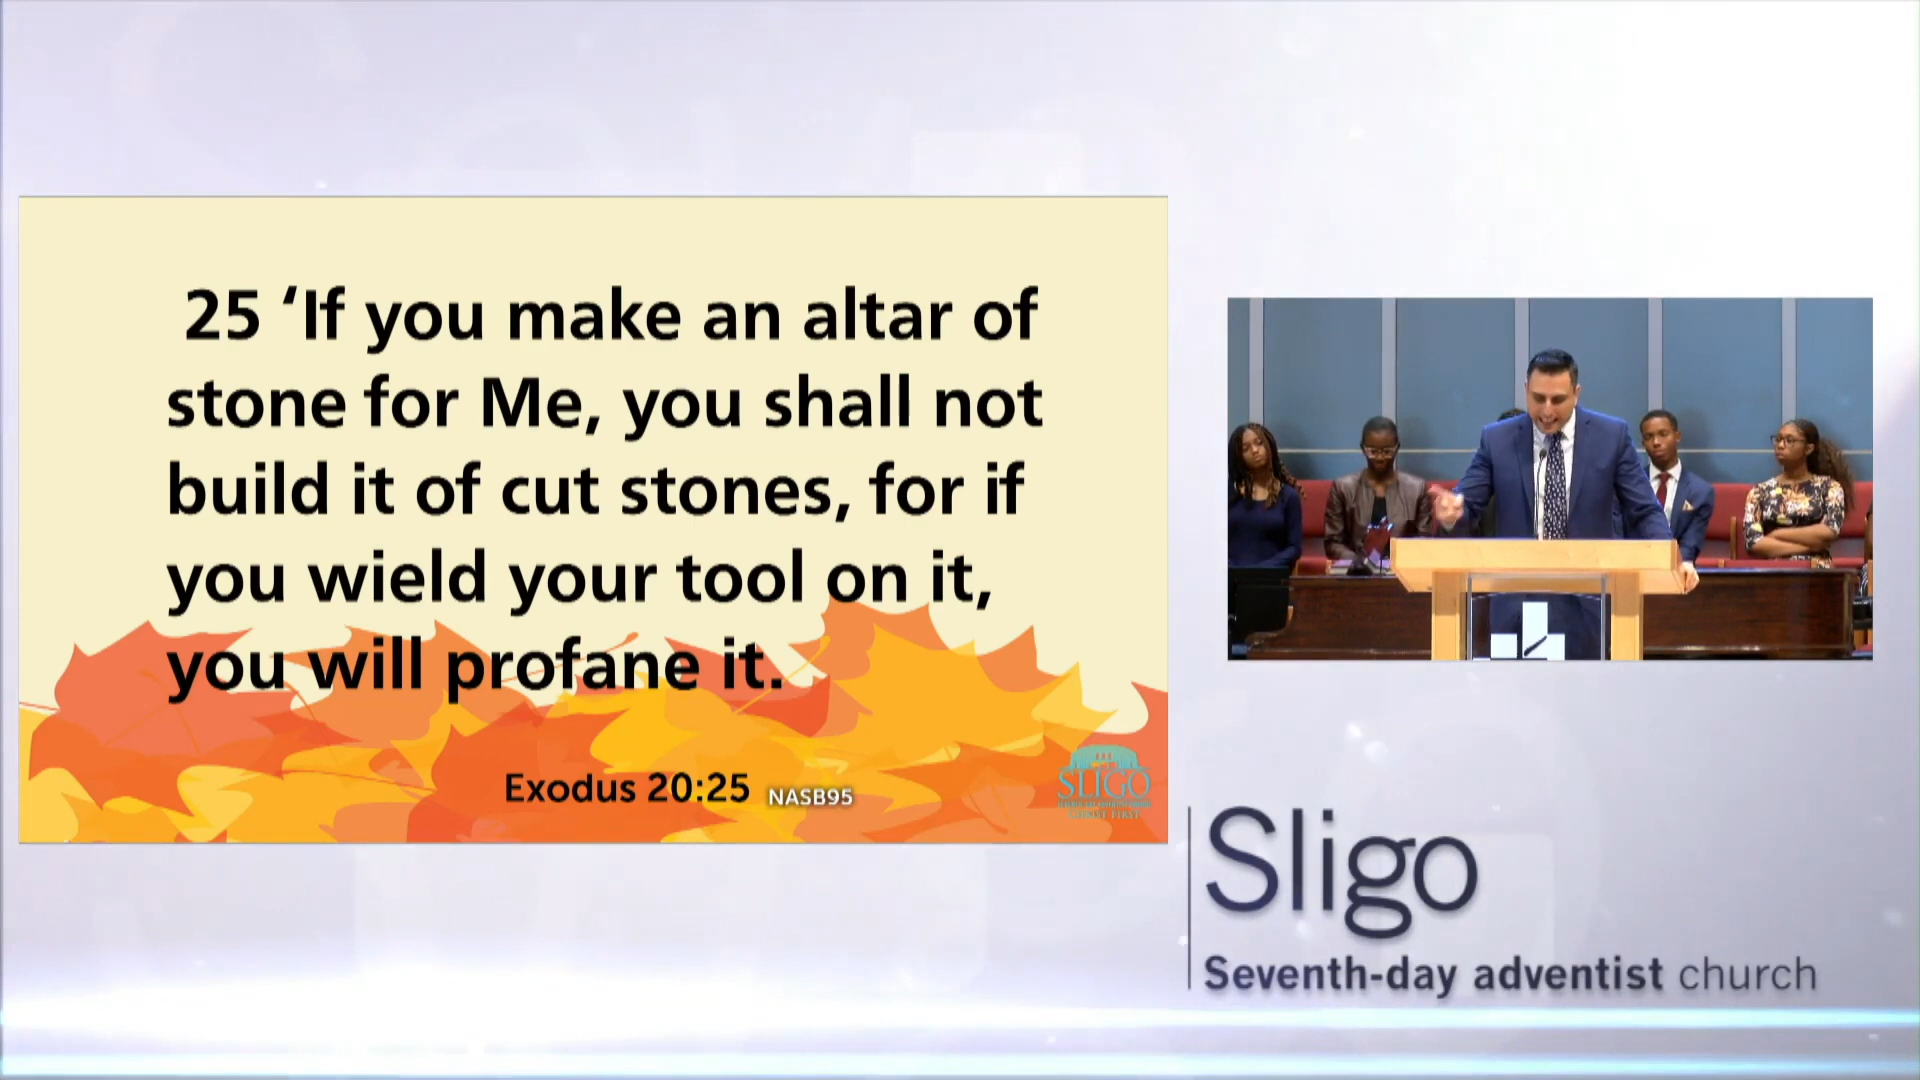 25 ‘If you make an altar of
stone for Me, you shall not
build it of cut stones, for if
you wield your tool on it,
you will profane it.
Exodus 20:25 NASB95
SLIGO
CHRIST FIRST
Sligo
Seventh-day adventist church